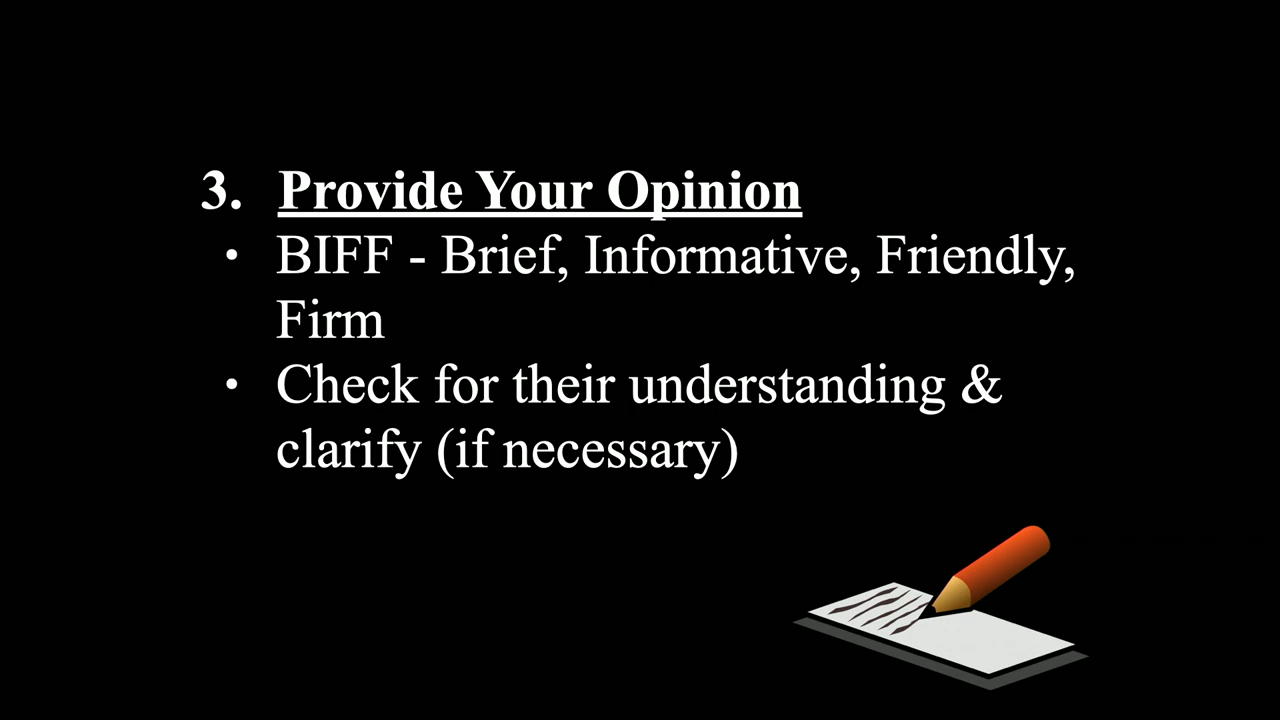 3. Provide Your Opinion
• BIFF - Brief, Informative, Friendly,
Firm
• Check for their understanding &
clarify (if necessary)